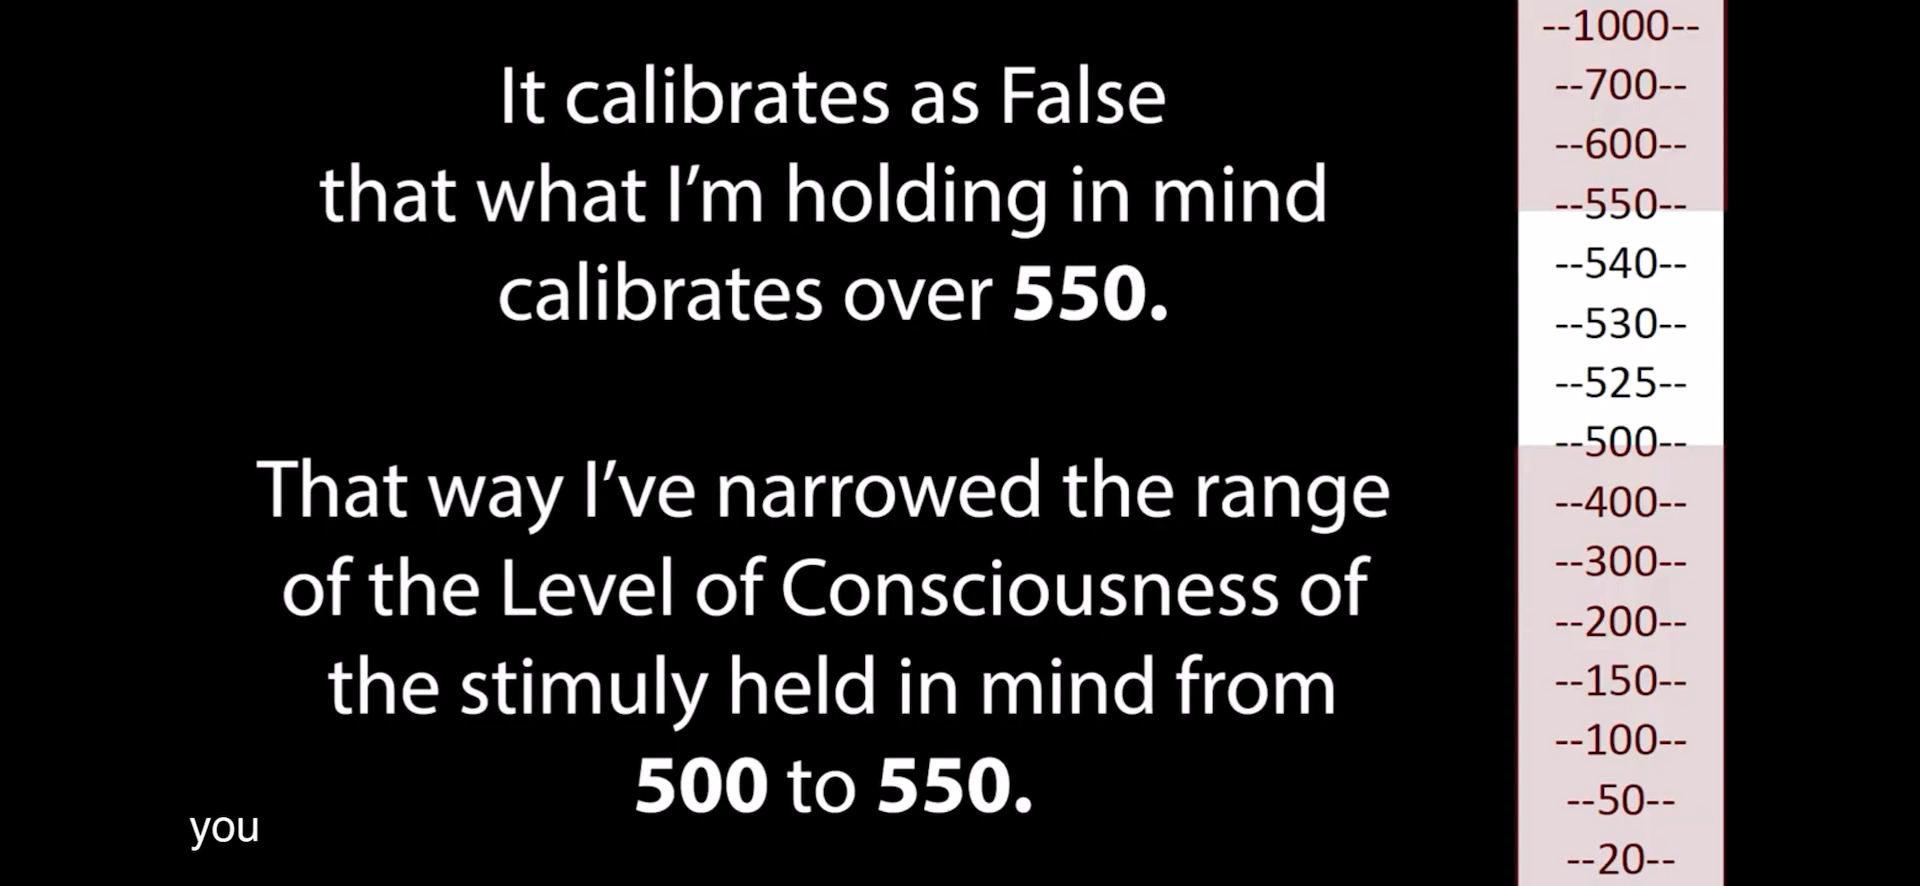 It calibrates as False
that what I’m holding in mind
calibrates over 550.
That way I’ve narrowed the range
of the Level of Consciousness of
the stimuly held in mind from
500 to 550.
you
--1000--
--700--
--600--
--550--
--540--
--530--
--525--
--500--
--400--
--300--
--200--
--150--
--100--
--50--
--20--